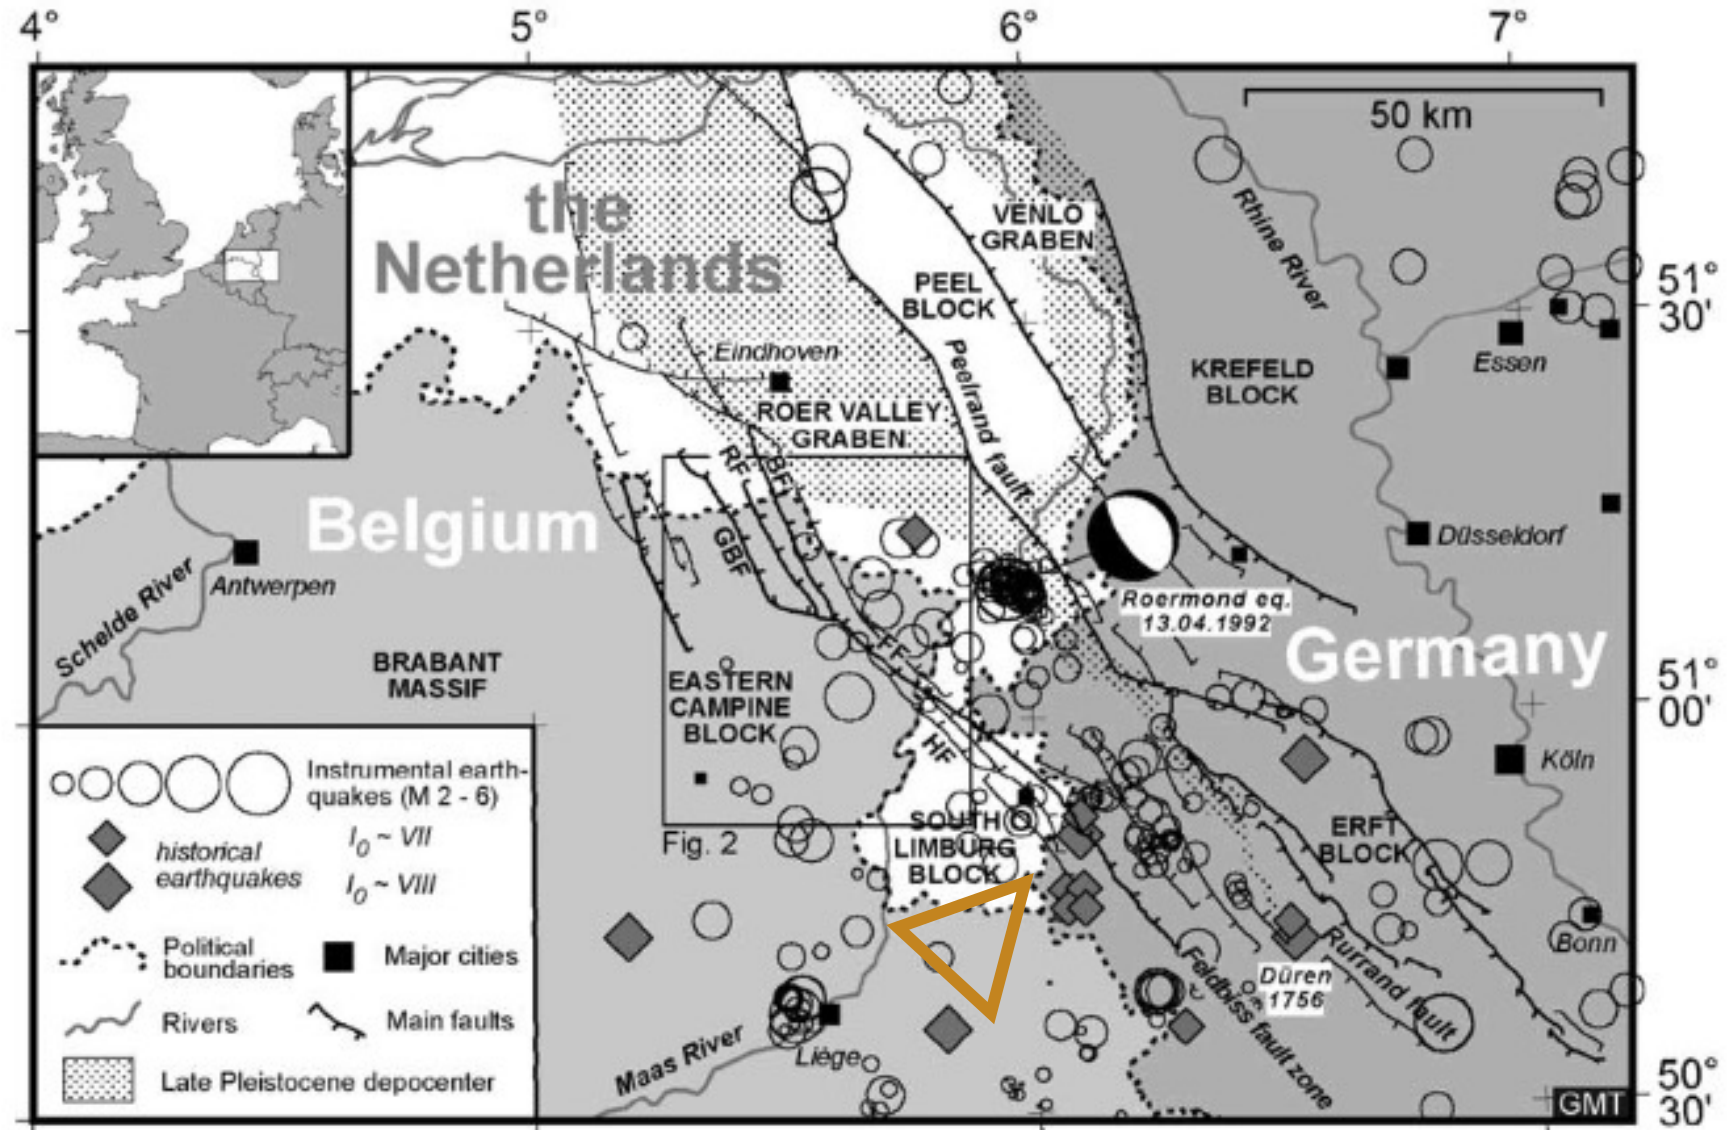 4° 5° 6° 7°
50 km
the
Netherlands
VENLO
GRABEN
PEEL
BLOCK
Rhine River
51°
30'
Eindhoven
Peelrand fault
KREFELD
BLOCK
Essen
ROER VALLEY
GRABEN
RF
BF
GBF
Belgium
Düsseldorf
Antwerpen
Schelde River
Roermond eq.
13.04.1992
Germany
BRABANT
MASSIF
FF
EASTERN
CAMPINE
BLOCK
51°
00'
HF
Köln
Instrumental earth-
quakes (M 2 - 6)
I0 ~ VII
historical
earthquakes
I0 ~ VIII
Political
boundaries
Major cities
Rivers
Main faults
Late Pleistocene depocenter
Fig. 2
SOUTH
LIMBURG
BLOCK
ERFT
BLOCK
Bonn
Düren
1756
Rurrand fault
Feldbiss fault zone
Maas River
Liège
50°
30'
GMT